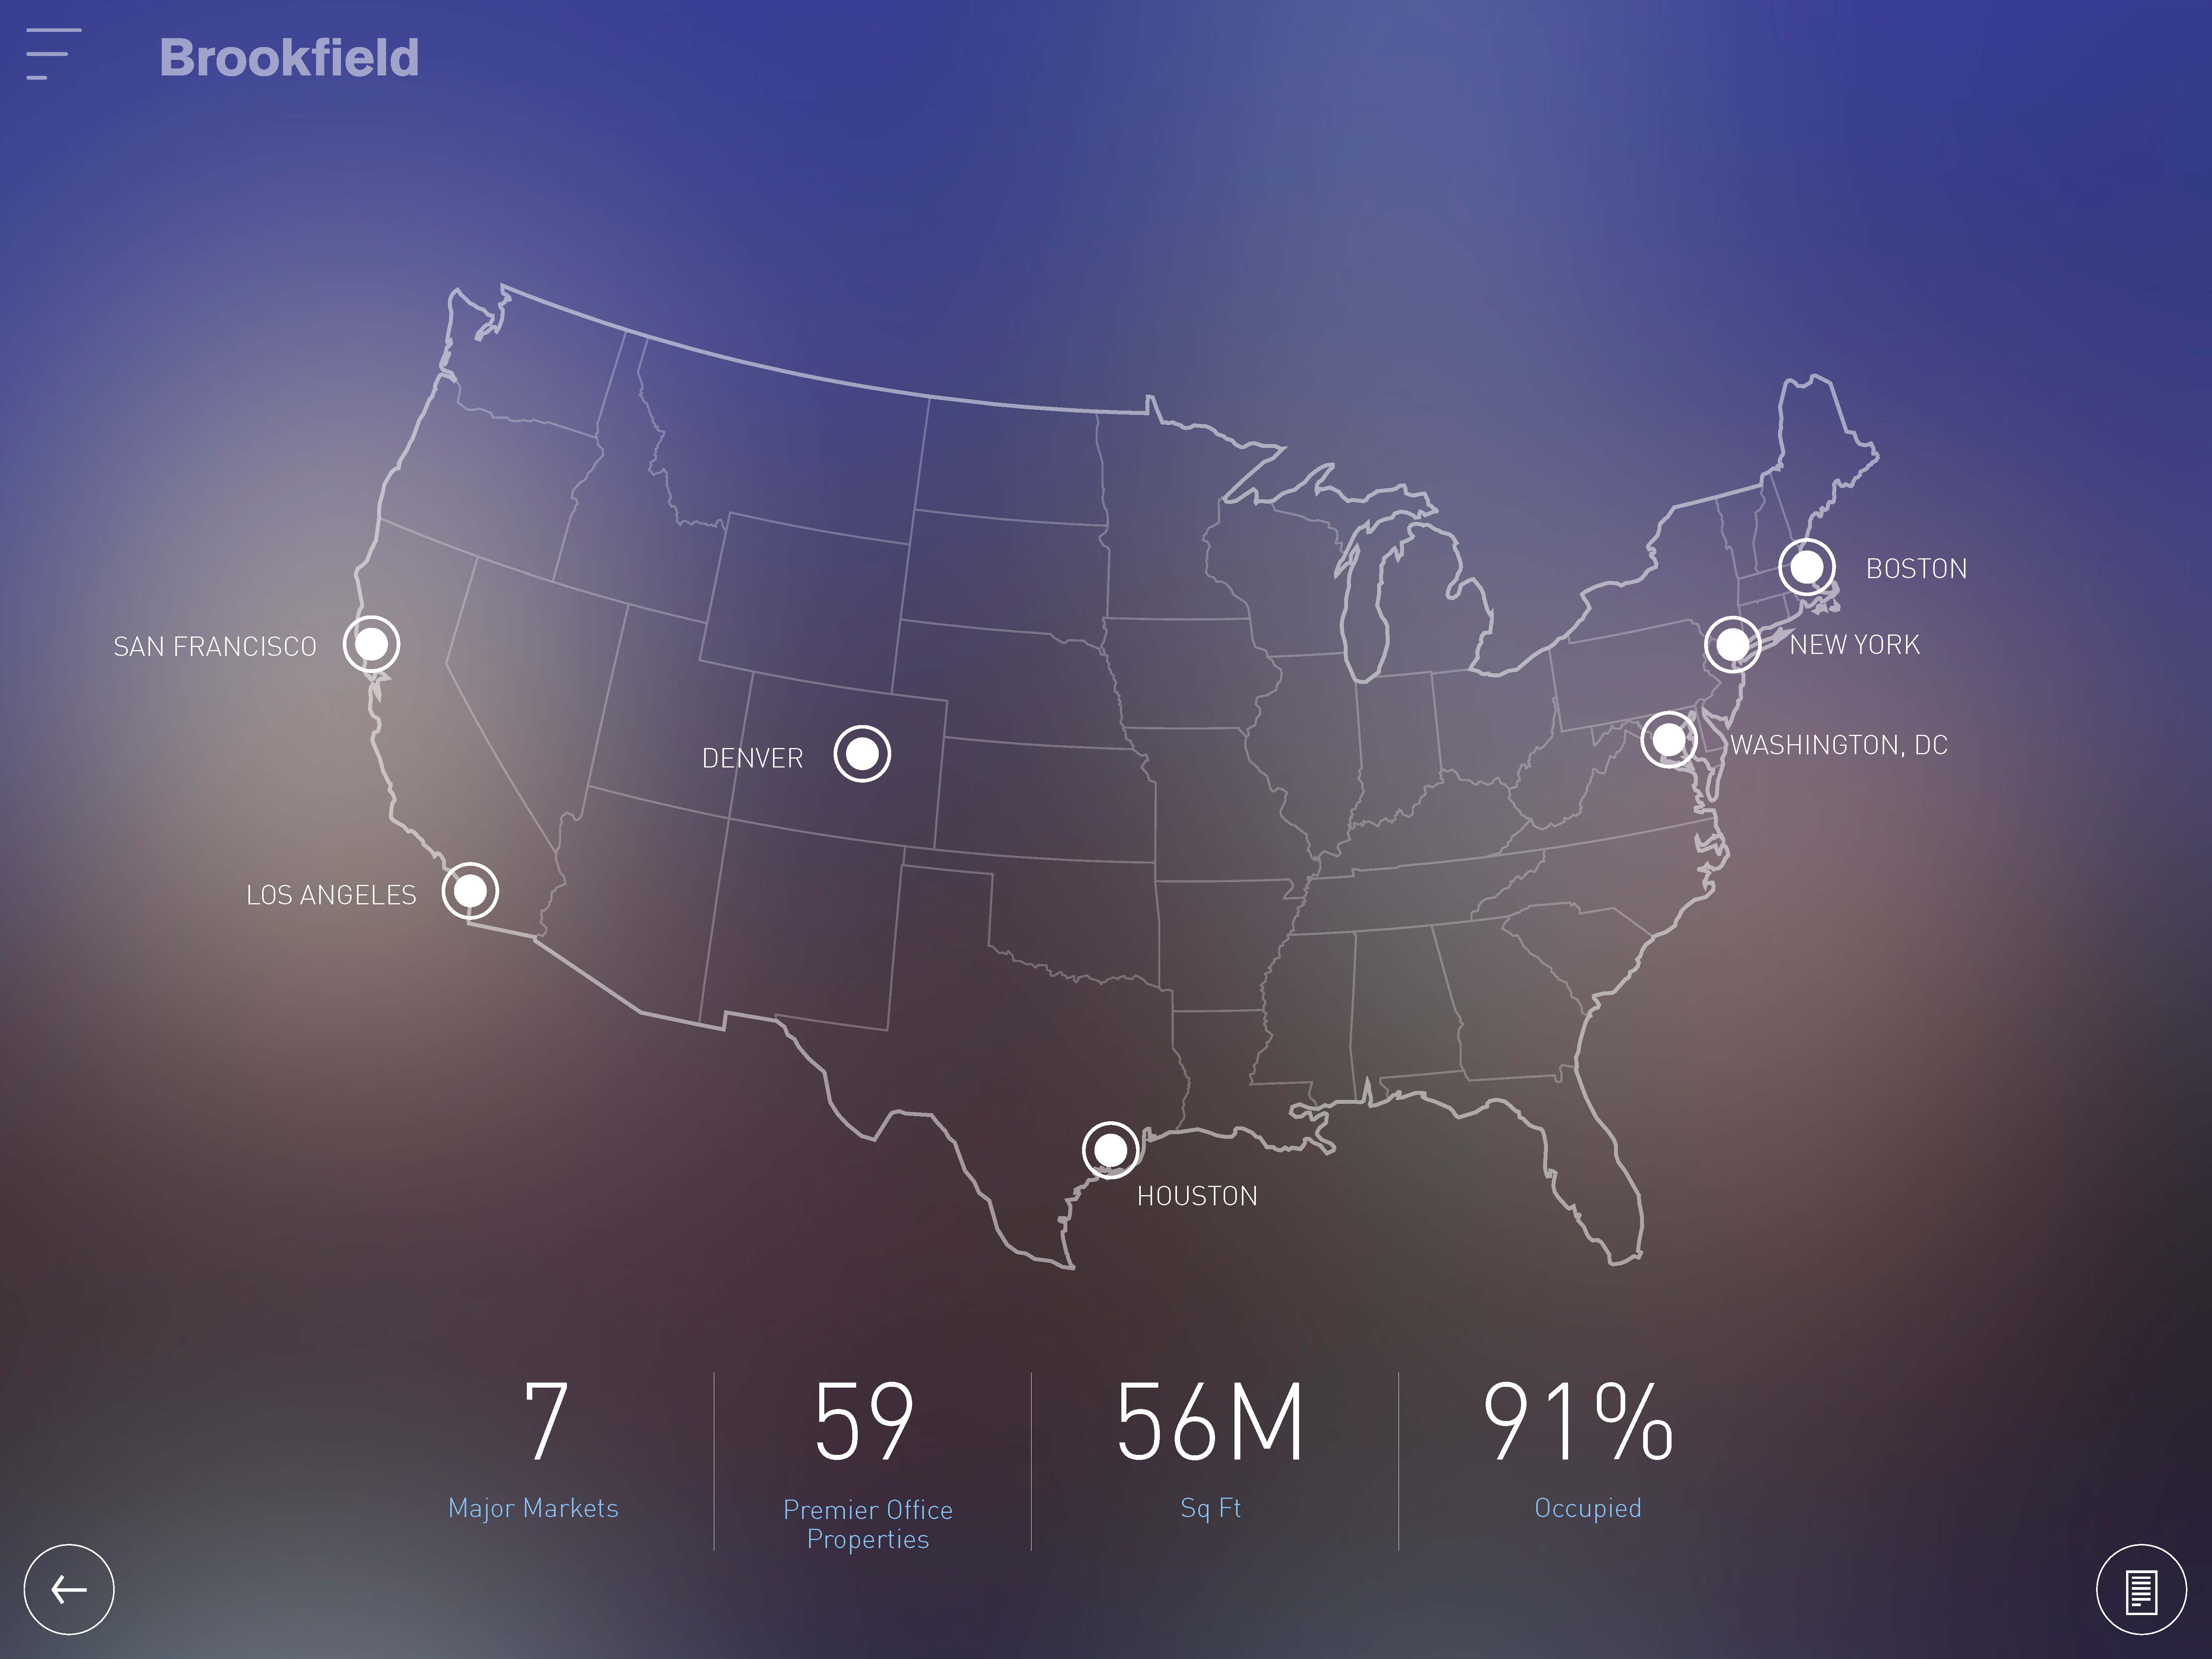 Brookfield
BOSTON
SAN FRANCISCO
NEW YORK
WASHINGTON, DC
DENVER
LOS ANGELES
HOUSTON
7
Major Markets
59
Premier Office
Properties
56M
Sq Ft
91%
Occupied